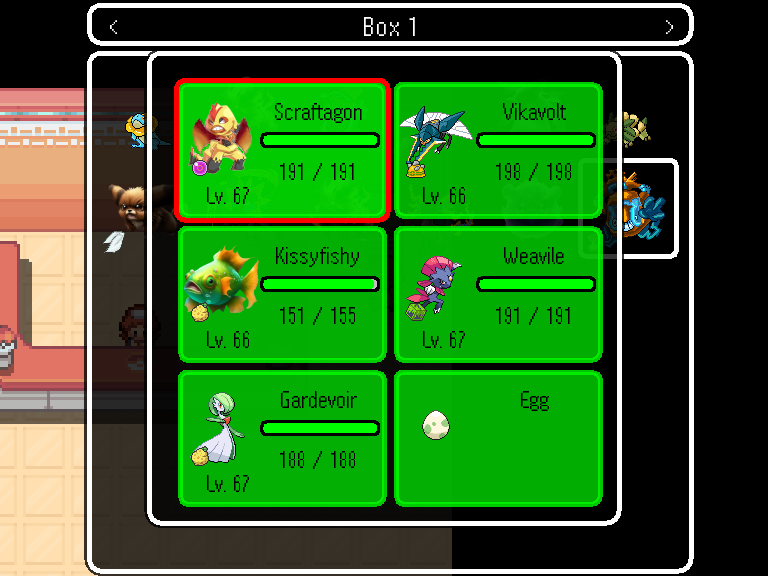 < Box 1 >
Scraftagon
191 / 191
Lv. 67
Vikavolt
198 / 198
Lv. 66
Kissyfishy
151 / 155
Lv. 66
Weavile
191 / 191
Lv. 67
Gardevoir
188 / 188
Lv. 67
Egg